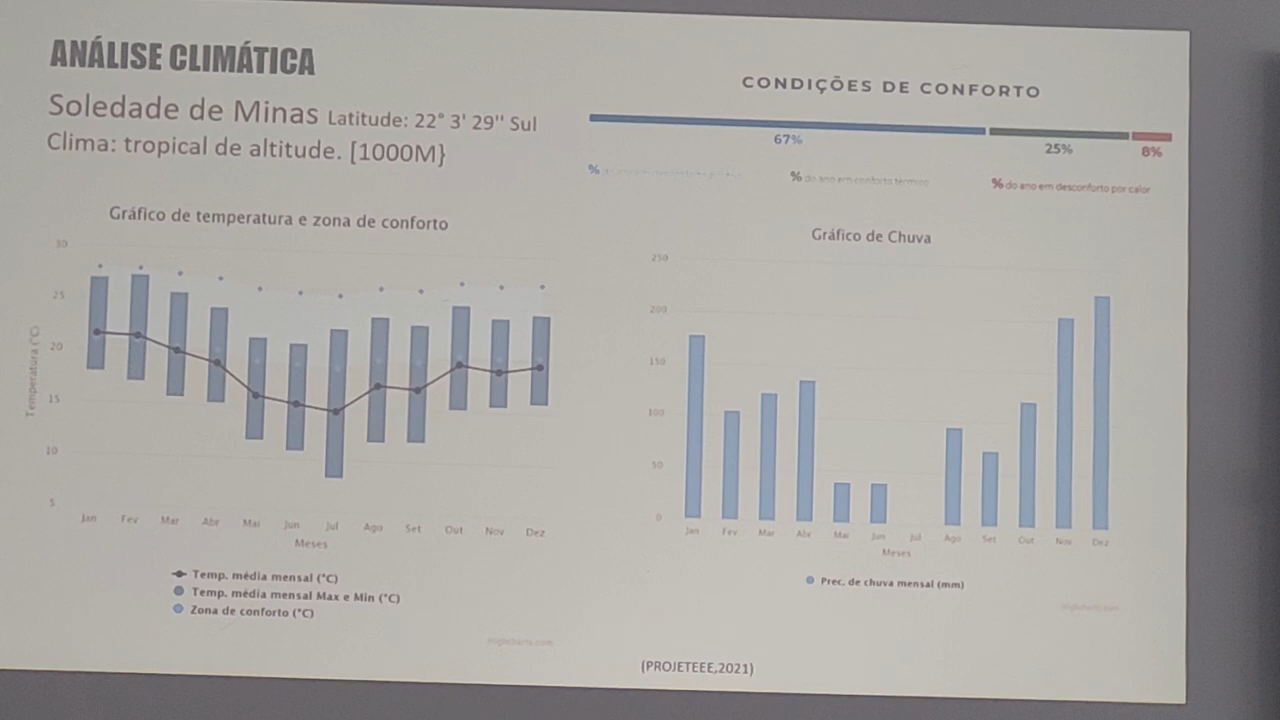 ANÁLISE CLIMÁTICA
Soledade de Minas Latitude: 22° 3' 29'' Sul
Clima: tropical de altitude. [1000M}
CONDIÇÕES DE CONFORTO
67%
25%
8%
%
% do ano em conforto térmico
% do ano em desconforto por calor
Gráfico de temperatura e zona de conforto
30
25
20
15
10
5
Temperatura (°C)
Jan Fev Mar Abr Mai Jun Jul Ago Set Out Nov Dez
Meses
Temp. média mensal (°C)
Temp. média mensal Max e Min (°C)
Zona de conforto (°C)
Highcharts.com
Gráfico de Chuva
250
200
150
100
50
0
Jan Fev Mar Abr Mai Jun Jul Ago Set Out Nov Dez
Meses
Prec. de chuva mensal (mm)
Highcharts.com
(PROJETEEE,2021)